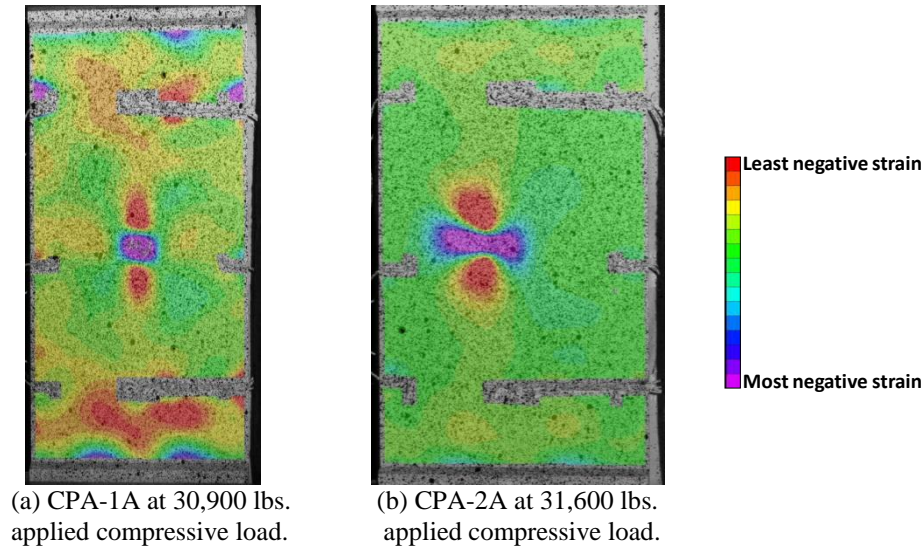 Least negative strain
Most negative strain
(a) CPA-1A at 30,900 lbs.
applied compressive load.
(b) CPA-2A at 31,600 lbs.
applied compressive load.